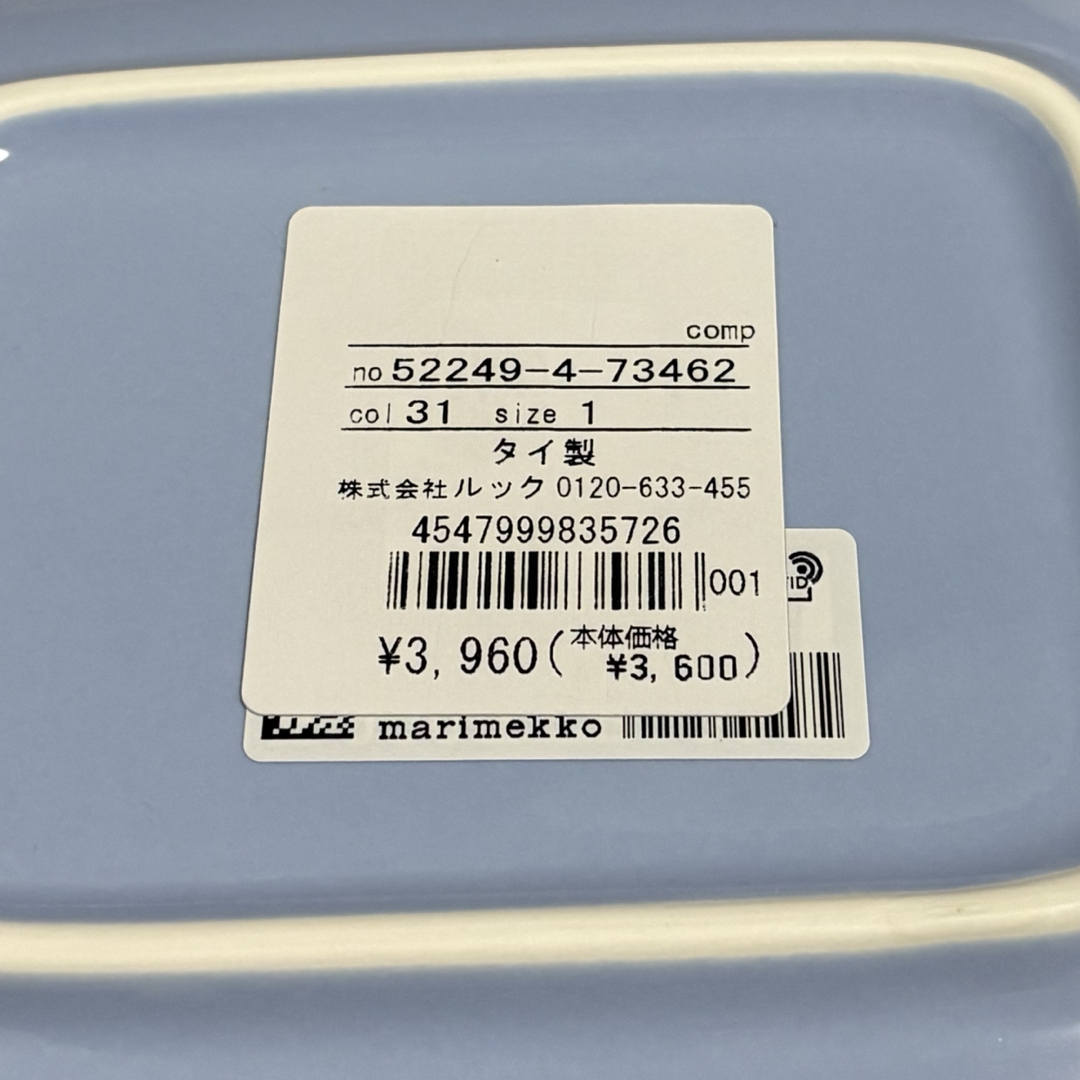 comp
no 52249-4-73462
col 31 size 1
タイ製
株式会社ルック 0120-633-455
4547999835726
001
¥3,960(本体価格 ¥3,600)
marimekko